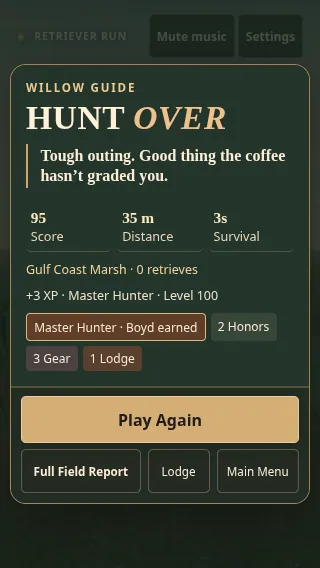 RETRIEVER RUN
Mute music
Settings
WILLOW GUIDE
HUNT OVER
Tough outing. Good thing the coffee
hasn’t graded you.
95
35 m
3s
Score
Distance
Survival
Gulf Coast Marsh · 0 retrieves
+3 XP · Master Hunter · Level 100
Master Hunter · Boyd earned
2 Honors
3 Gear
1 Lodge
Play Again
Full Field Report
Lodge
Main Menu